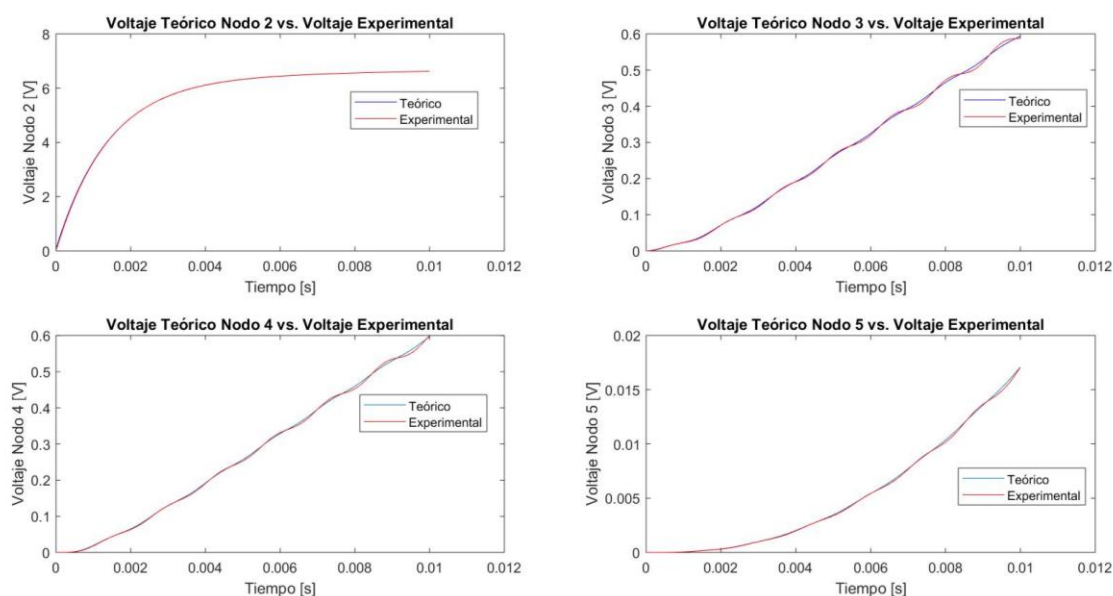 Voltaje Teórico Nodo 2 vs. Voltaje Experimental
Voltaje Nodo 2 [V]
8
6
4
2
0
Teórico
Experimental
0 0.002 0.004 0.006 0.008 0.01 0.012
Tiempo [s]
Voltaje Teórico Nodo 3 vs. Voltaje Experimental
Voltaje Nodo 3 [V]
0.6
0.5
0.4
0.3
0.2
0.1
0
Teórico
Experimental
0 0.002 0.004 0.006 0.008 0.01 0.012
Tiempo [s]
Voltaje Teórico Nodo 4 vs. Voltaje Experimental
Voltaje Nodo 4 [V]
0.6
0.5
0.4
0.3
0.2
0.1
0
Teórico
Experimental
0 0.002 0.004 0.006 0.008 0.01 0.012
Tiempo [s]
Voltaje Teórico Nodo 5 vs. Voltaje Experimental
Voltaje Nodo 5 [V]
0.02
0.015
0.01
0.005
0
Teórico
Experimental
0 0.002 0.004 0.006 0.008 0.01 0.012
Tiempo [s]